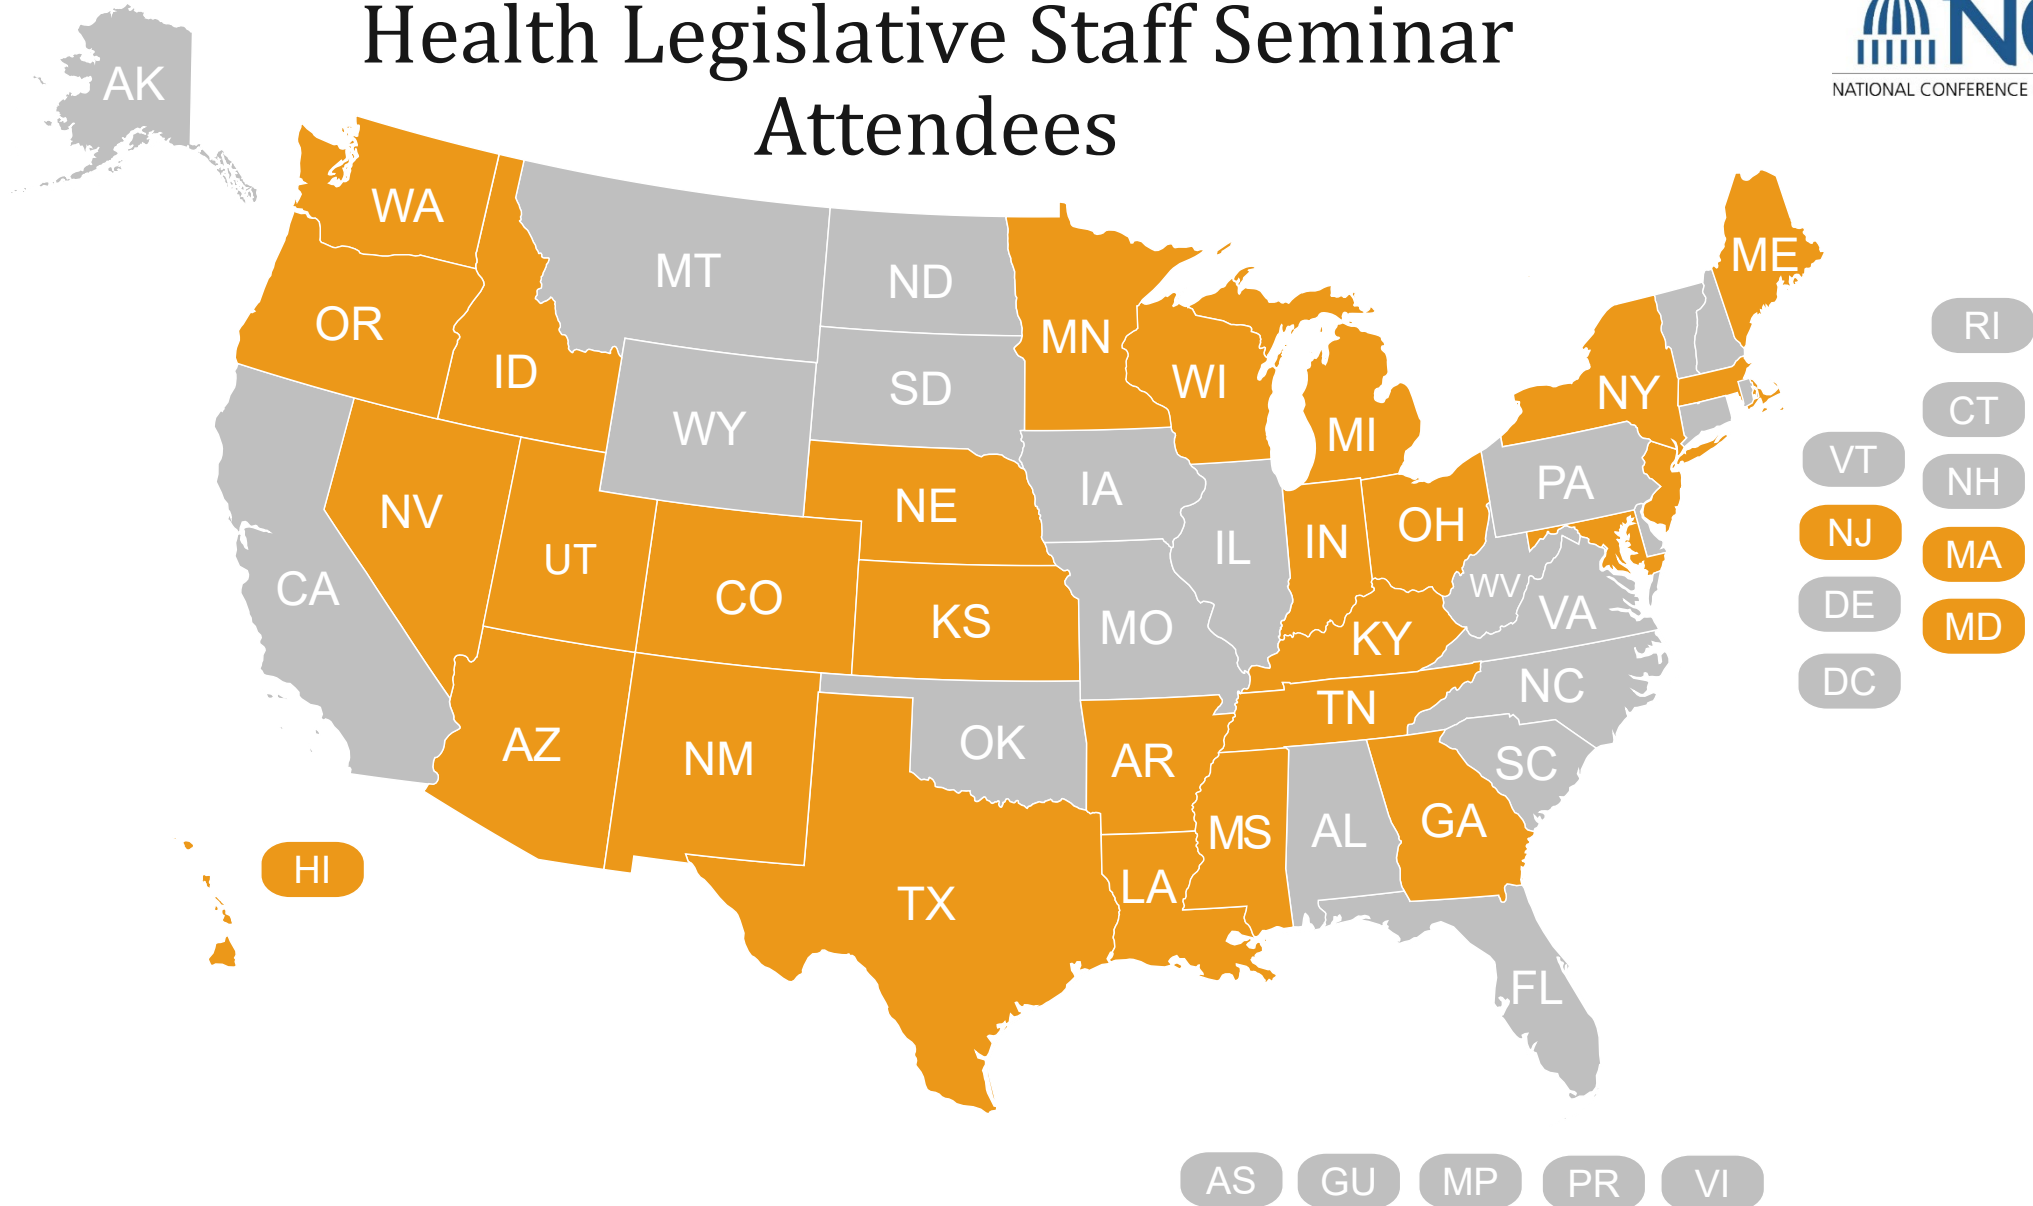 Health Legislative Staff Seminar
Attendees
NATIONAL CONFERENCE
AK
WA
MT
ND
MN
ME
OR
ID
SD
WI
NY
RI
WY
MI
CT
VT
NH
NV
NE
IA
PA
UT
IL
IN
OH
NJ
MA
CA
CO
KS
MO
WV
VA
DE
MD
KY
NC
DC
TN
AZ
NM
OK
AR
SC
MS
AL
GA
HI
TX
LA
FL
AS
GU
MP
PR
VI